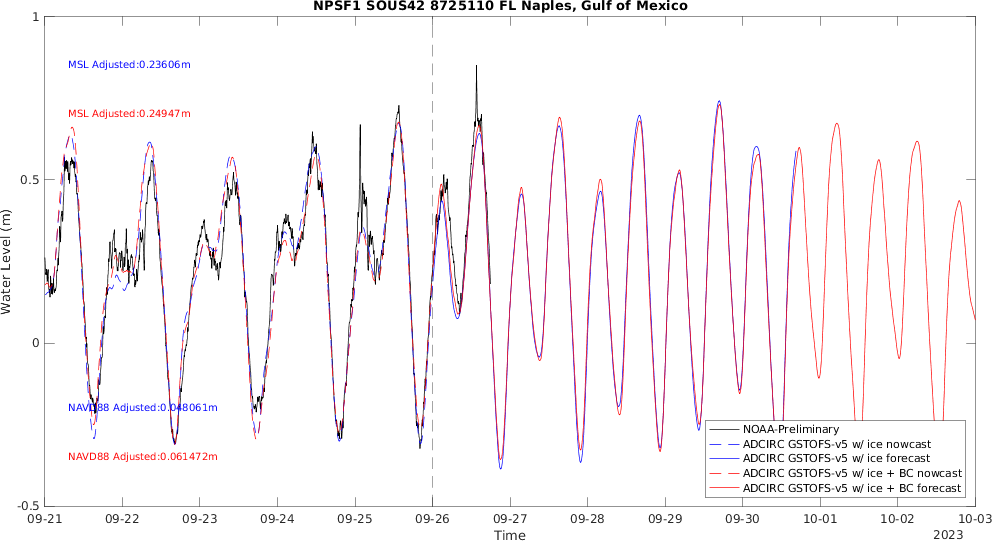 NPSF1 SOUS42 8725110 FL Naples, Gulf of Mexico
1
MSL Adjusted:0.23606m
MSL Adjusted:0.24947m
0.5
Water Level (m)
0
NAVD88 Adjusted:0.048061m
NAVD88 Adjusted:0.061472m
-0.5
NOAA-Preliminary
ADCIRC GSTOFS-v5 w/ ice nowcast
ADCIRC GSTOFS-v5 w/ ice forecast
ADCIRC GSTOFS-v5 w/ ice + BC nowcast
ADCIRC GSTOFS-v5 w/ ice + BC forecast
09-21 09-22 09-23 09-24 09-25 09-26 09-27 09-28 09-29 09-30 10-01 10-02 10-03
Time
2023